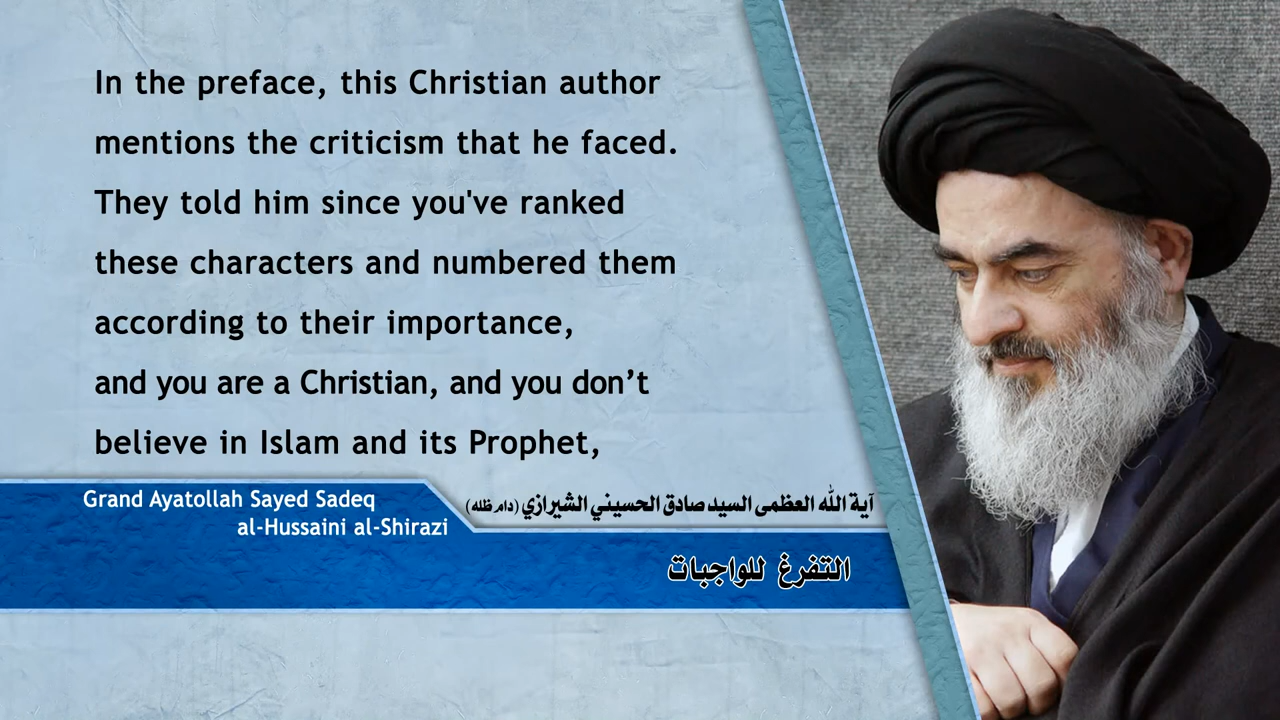 In the preface, this Christian author
mentions the criticism that he faced.
They told him since you've ranked
these characters and numbered them
according to their importance,
and you are a Christian, and you don’t
believe in Islam and its Prophet,
Grand Ayatollah Sayed Sadeq
al-Hussaini al-Shirazi
آية الله العظمى السيد صادق الحسيني الشيرازي (دام ظله)
التفرغ للواجبات